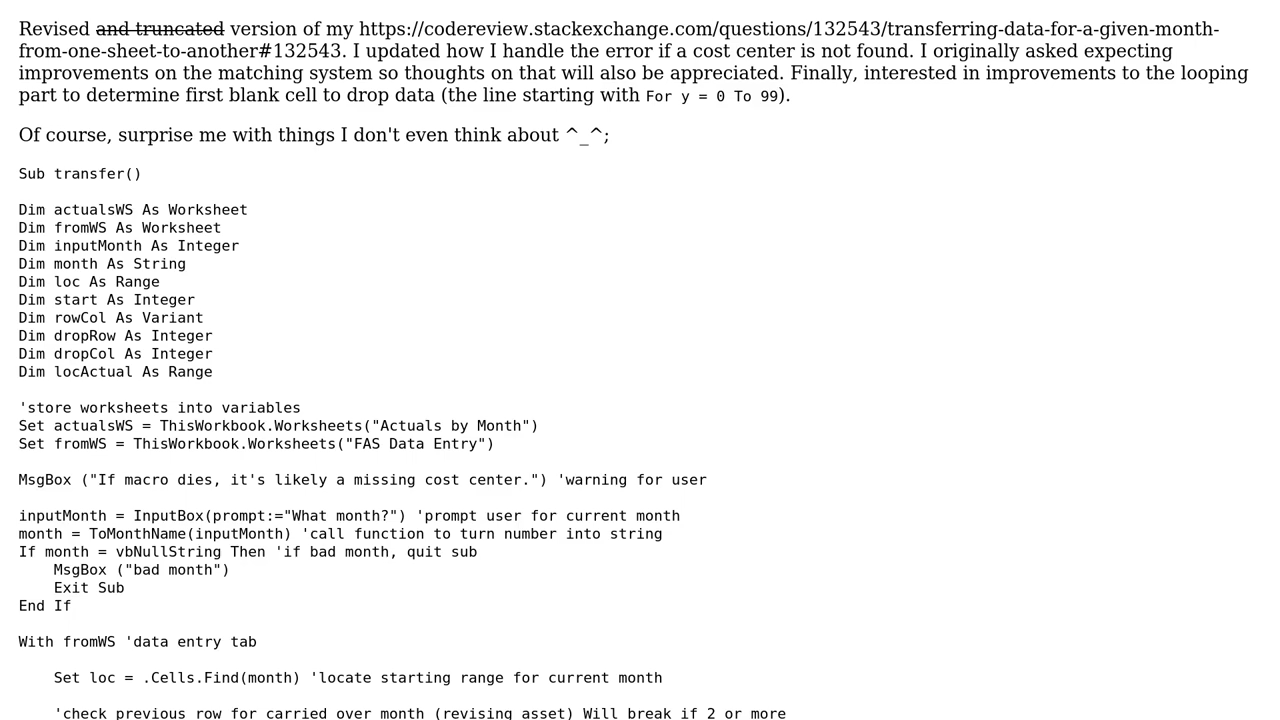 Revised and truncated version of my https://codereview.stackexchange.com/questions/132543/transferring-data-for-a-given-month-
from-one-sheet-to-another#132543. I updated how I handle the error if a cost center is not found. I originally asked expecting
improvements on the matching system so thoughts on that will also be appreciated. Finally, interested in improvements to the looping
part to determine first blank cell to drop data (the line starting with For y = 0 To 99).
Of course, surprise me with things I don't even think about ^_^;
Sub transfer()
Dim actualsWS As Worksheet
Dim fromWS As Worksheet
Dim inputMonth As Integer
Dim month As String
Dim loc As Range
Dim start As Integer
Dim rowCol As Variant
Dim dropRow As Integer
Dim dropCol As Integer
Dim locActual As Range
'store worksheets into variables
Set actualsWS = ThisWorkbook.Worksheets("Actuals by Month")
Set fromWS = ThisWorkbook.Worksheets("FAS Data Entry")
MsgBox ("If macro dies, it's likely a missing cost center.") 'warning for user
inputMonth = InputBox(prompt:="What month?") 'prompt user for current month
month = ToMonthName(inputMonth) 'call function to turn number into string
If month = vbNullString Then 'if bad month, quit sub
    MsgBox ("bad month")
    Exit Sub
End If
With fromWS 'data entry tab
    Set loc = .Cells.Find(month) 'locate starting range for current month
    'check previous row for carried over month (revising asset) Will break if 2 or more